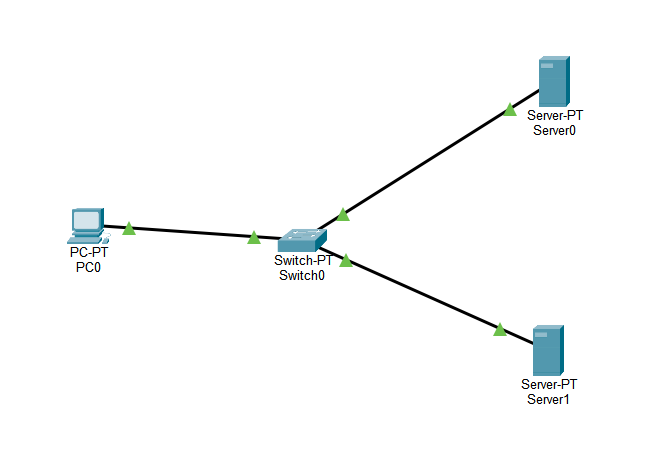 Server-PT
Server0
PC-PT
PC0
Switch-PT
Switch0
Server-PT
Server1